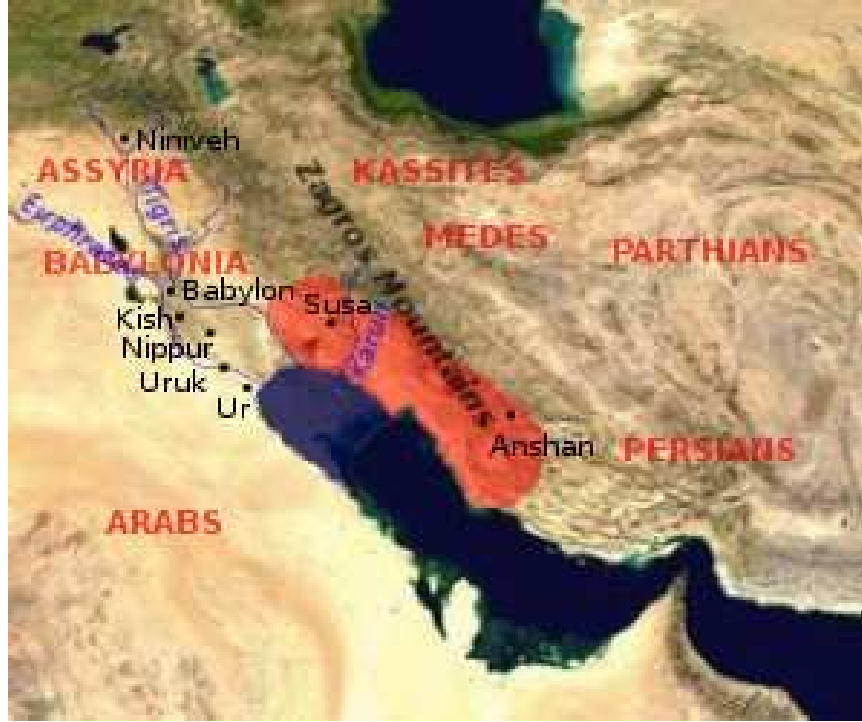 Niniveh
ASSYRIA
KASSITES
Zagros Mountains
Tigris
Euphrates
MEDES
PARTHIANS
BABYLONIA
Babylon
Susa
Kish
Karun
Nippur
Uruk
Ur
Anshan
PERSIANS
ARABS